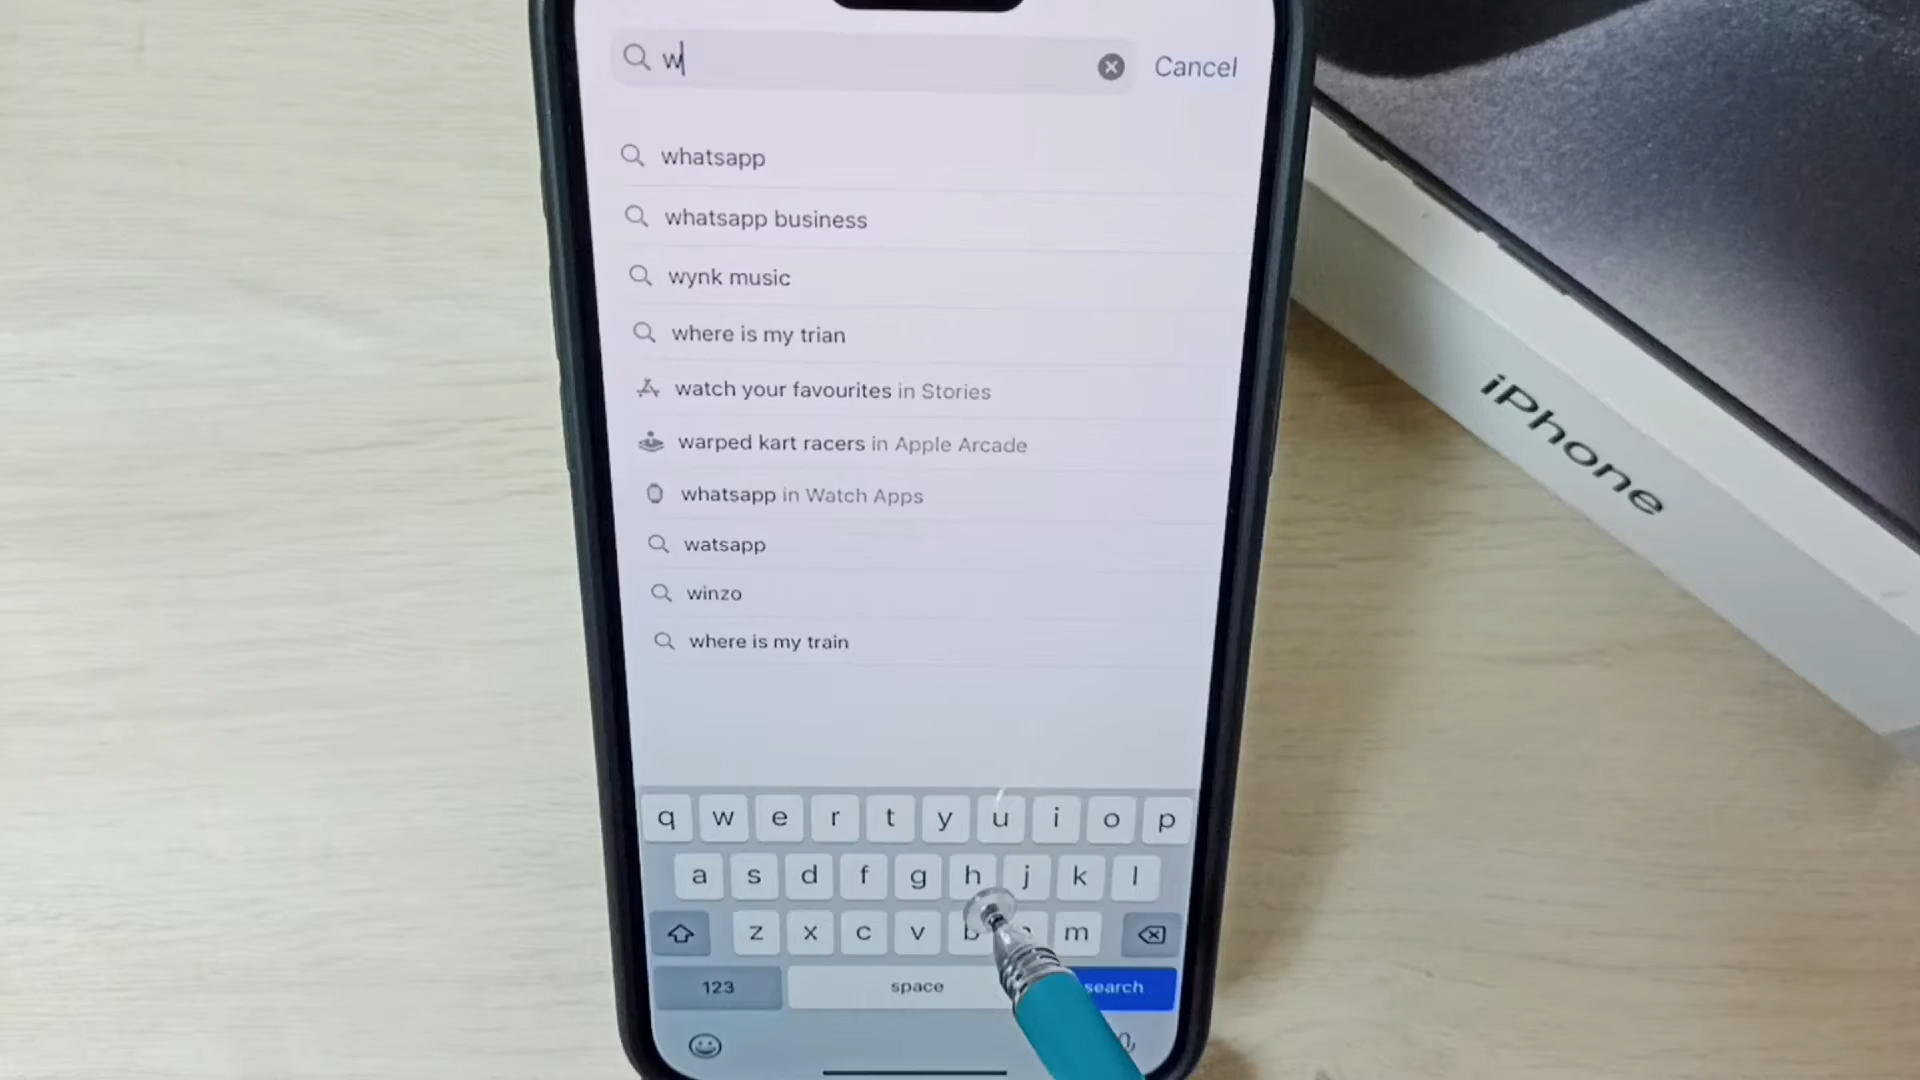 w
Cancel
whatsapp
whatsapp business
wynk music
where is my trian
watch your favourites in Stories
warped kart racers in Apple Arcade
whatsapp in Watch Apps
watsapp
winzo
where is my train
q w e r t y u i o p
a s d f g h j k l
z x c v b m
123 space search
iPhone